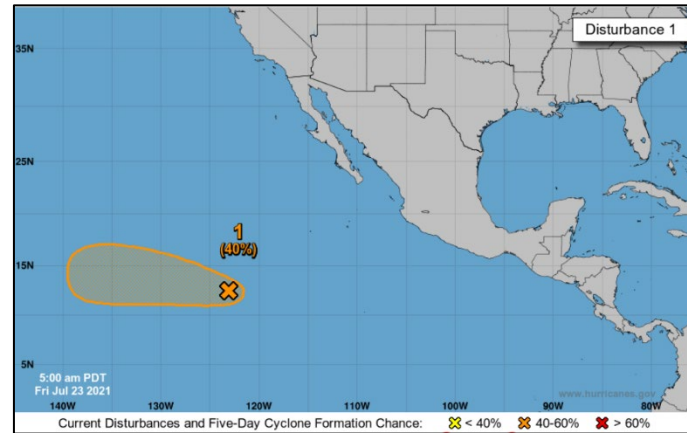 Disturbance 1
35N
25N
1
(40%)
15N
5N
5:00 am PDT
Fri Jul 23 2021
www.hurricanes.gov
140W 130W 120W 110W 100W 90W 80W
Current Disturbances and Five-Day Cyclone Formation Chance: < 40% 40-60% > 60%